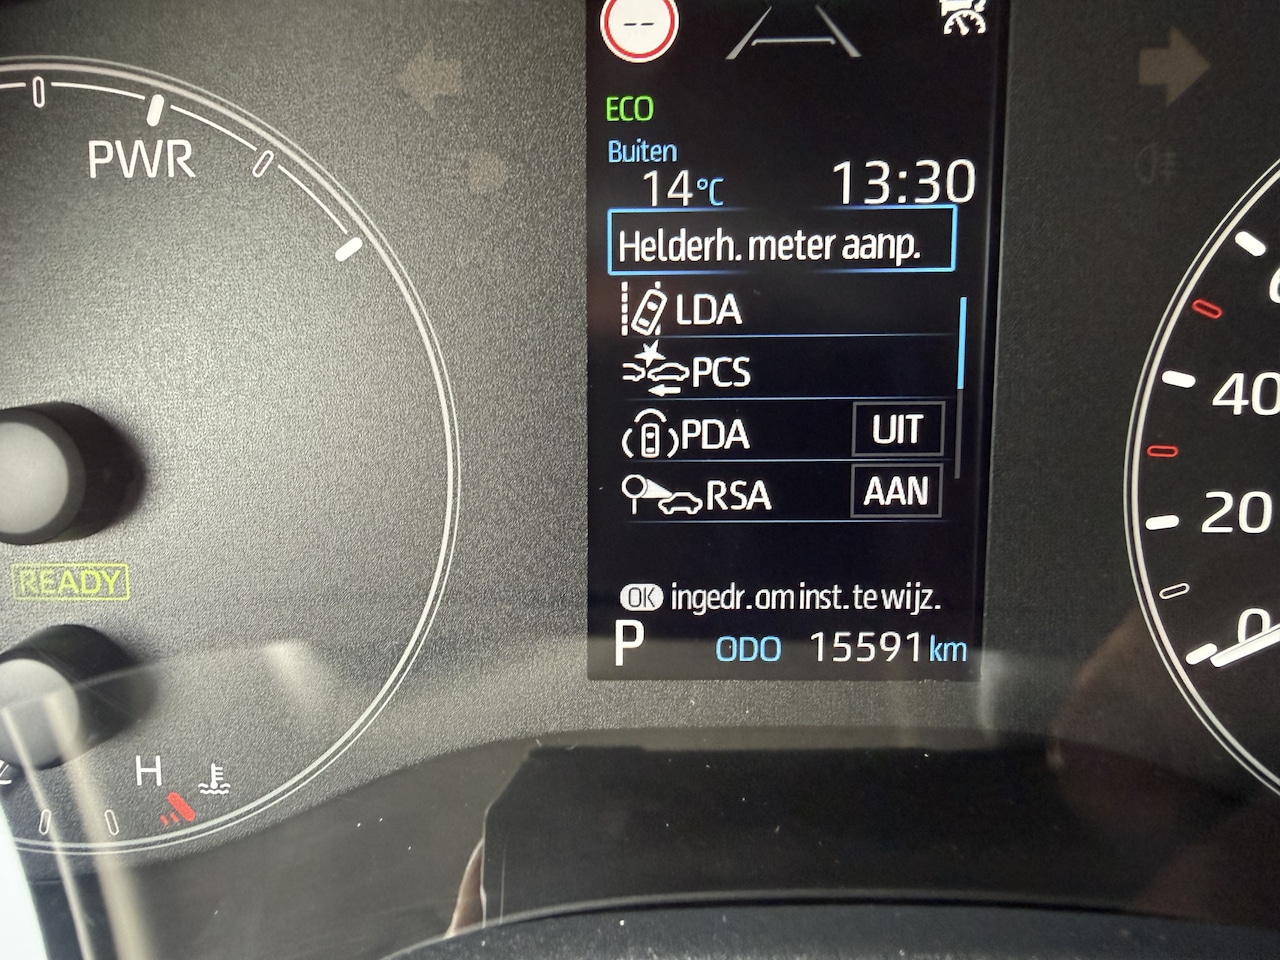 --
PWR
ECO
Buiten
14°C 13:30
Helderh. meter aanp.
LDA
PCS
PDA UIT
RSA AAN
OK ingedr. om inst. te wijz.
P ODO 15591 km
READY
H
40
20
0